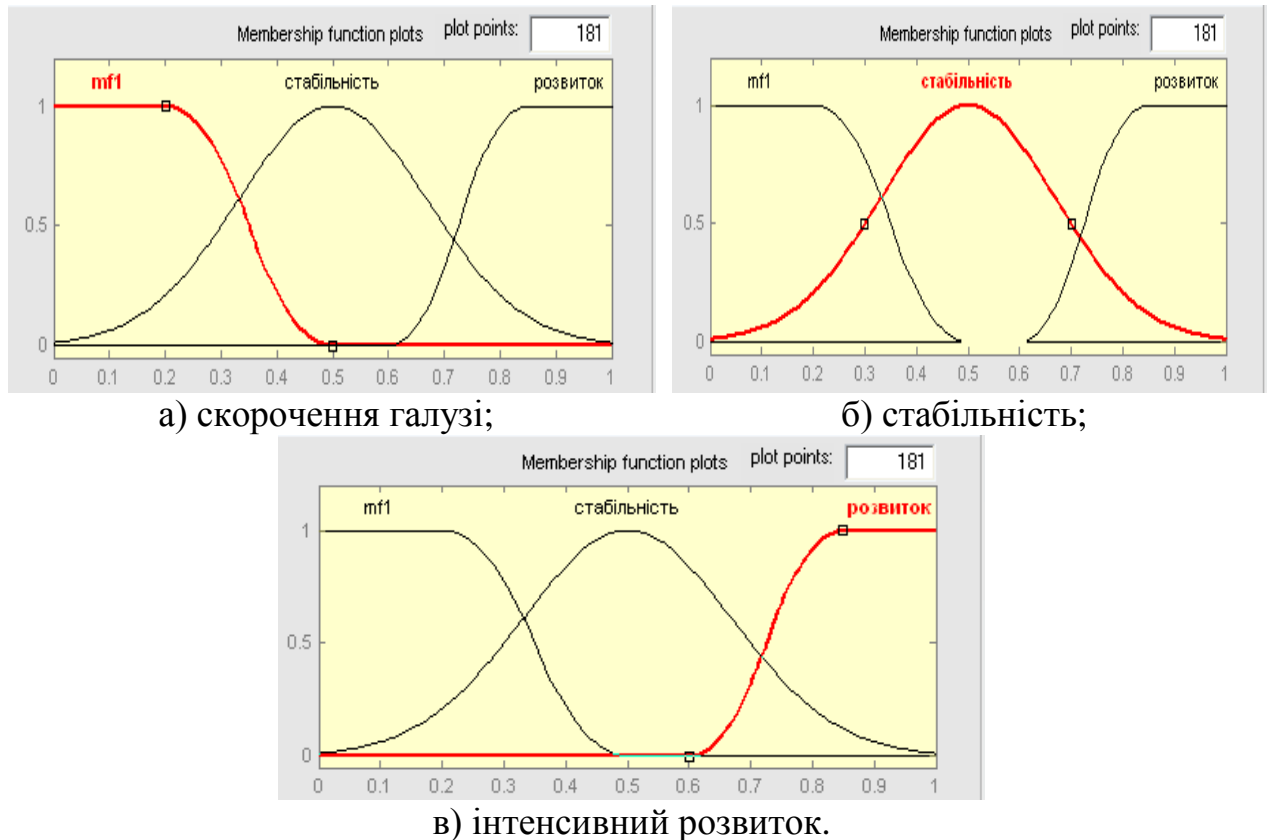 Membership function plots plot points: 181
mf1 стабільність розвиток
1
0.5
0
0 0.1 0.2 0.3 0.4 0.5 0.6 0.7 0.8 0.9 1
а) скорочення галузі;
Membership function plots plot points: 181
mf1 стабільність розвиток
1
0.5
0
0 0.1 0.2 0.3 0.4 0.5 0.6 0.7 0.8 0.9 1
б) стабільність;
Membership function plots plot points: 181
mf1 стабільність розвиток
1
0.5
0
0 0.1 0.2 0.3 0.4 0.5 0.6 0.7 0.8 0.9 1
в) інтенсивний розвиток.